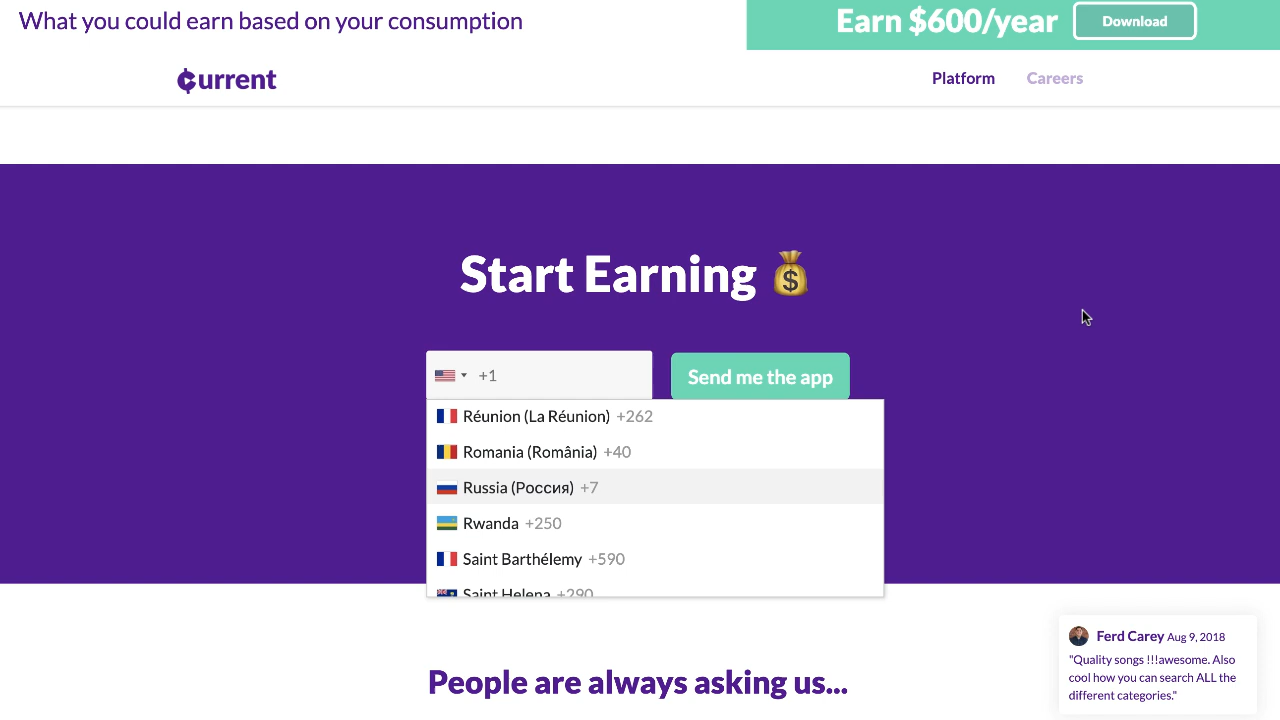 What you could earn based on your consumption
Earn $600/year
Download
Current
Platform
Careers
Start Earning
+1
Send me the app
Réunion (La Réunion) +262
Romania (România) +40
Russia (Россия) +7
Rwanda +250
Saint Barthélemy +590
Saint Helena +290
People are always asking us...
Ferd Carey Aug 9, 2018
"Quality songs !!!awesome. Also
cool how you can search ALL the
different categories."